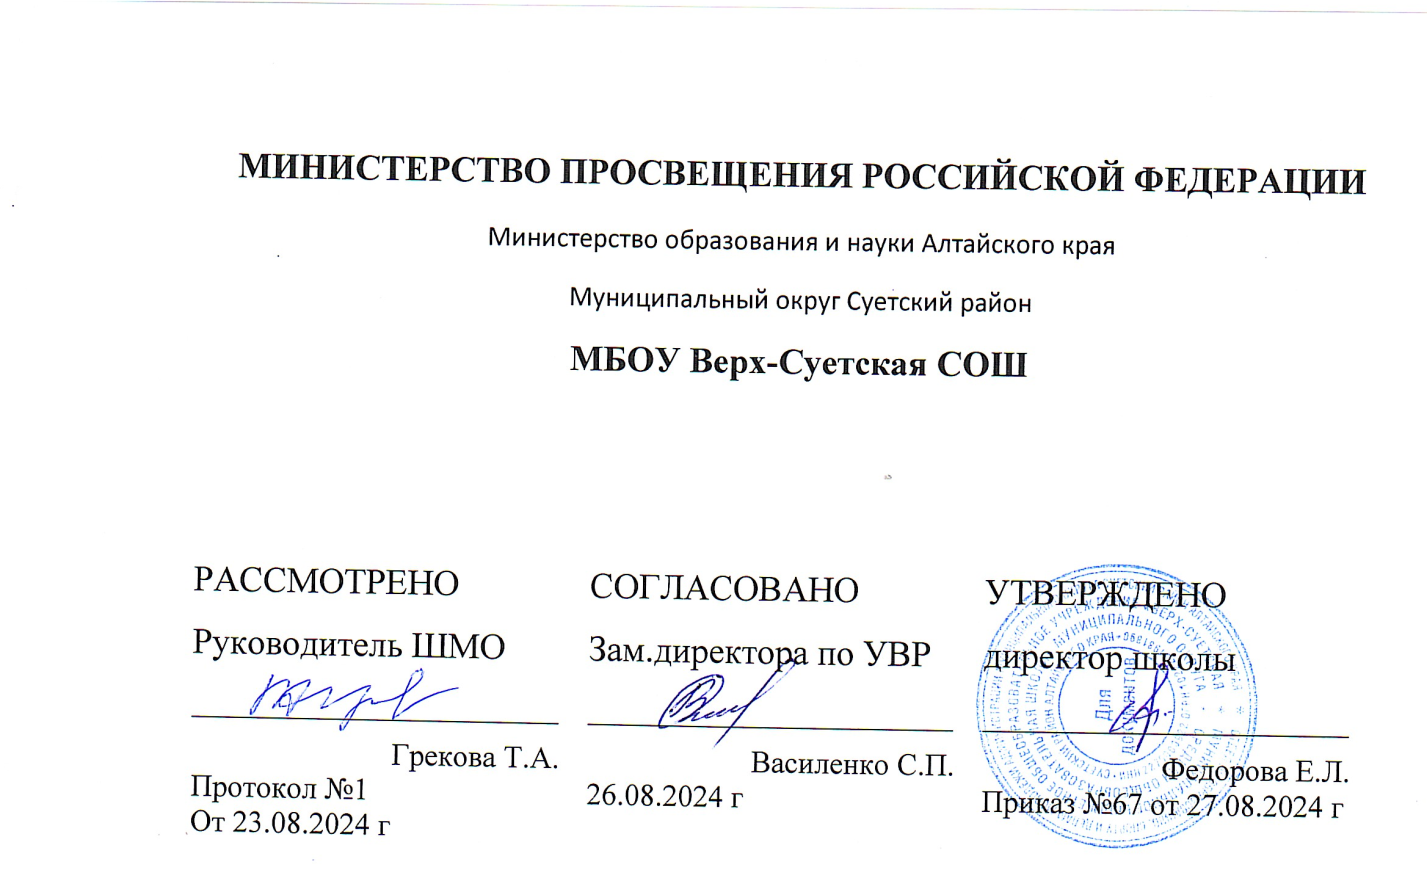 МИНИСТЕРСТВО ПРОСВЕЩЕНИЯ РОССИЙСКОЙ ФЕДЕРАЦИИ
Министерство образования и науки Алтайского края
Муниципальный округ Суетский район
МБОУ Верх-Суетская СОШ
РАССМОТРЕНО
Руководитель ШМО
Грекова Т.А.
Протокол №1
От 23.08.2024 г
СОГЛАСОВАНО
Зам.директора по УВР
Василенко С.П.
26.08.2024 г
УТВЕРЖДЕНО
директор школы
Федорова Е.Л.
Приказ №67 от 27.08.2024 г
Для
документов